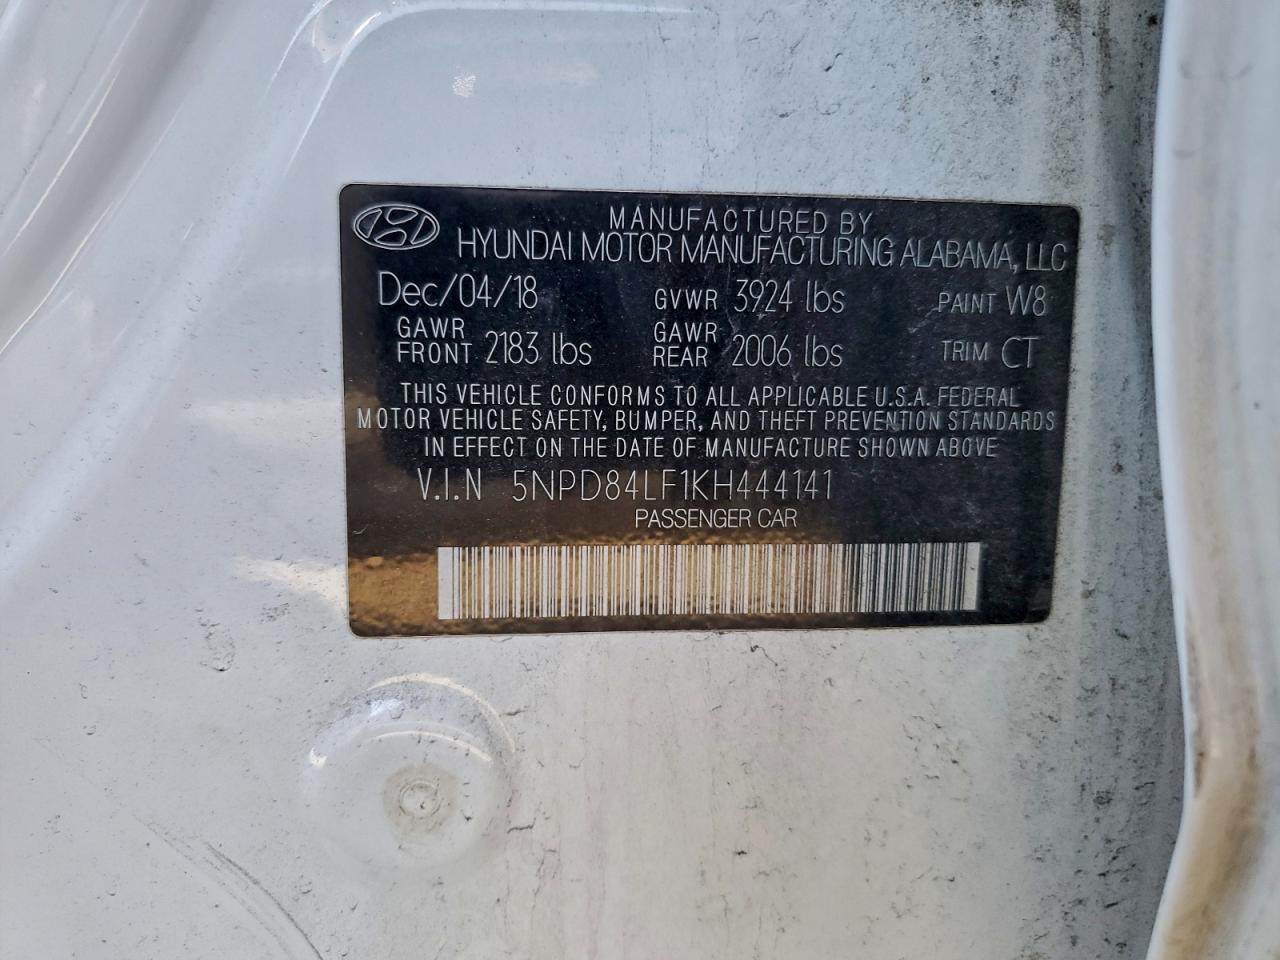 MANUFACTURED BY
HYUNDAI MOTOR MANUFACTURING ALABAMA, LLC
Dec/04/18 GVWR 3924 lbs PAINT W8
GAWR FRONT 2183 lbs GAWR REAR 2006 lbs TRIM CT
THIS VEHICLE CONFORMS TO ALL APPLICABLE U.S.A. FEDERAL
MOTOR VEHICLE SAFETY, BUMPER, AND THEFT PREVENTION STANDARDS
IN EFFECT ON THE DATE OF MANUFACTURE SHOWN ABOVE
V.I.N 5NPD84LF1KH444141
PASSENGER CAR